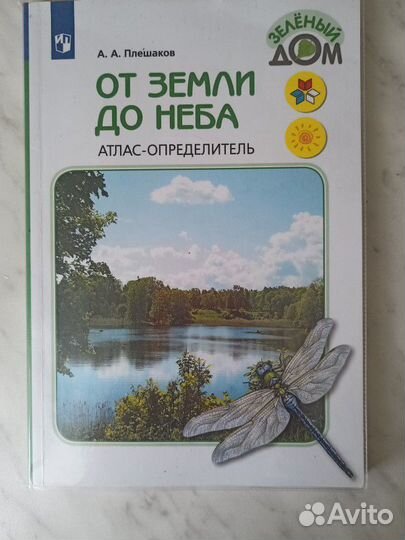 А. А. Плешаков
ЗЕЛЁНЫЙ
ДОМ
ОТ ЗЕМЛИ
ДО НЕБА
АТЛАС-ОПРЕДЕЛИТЕЛЬ
Avito